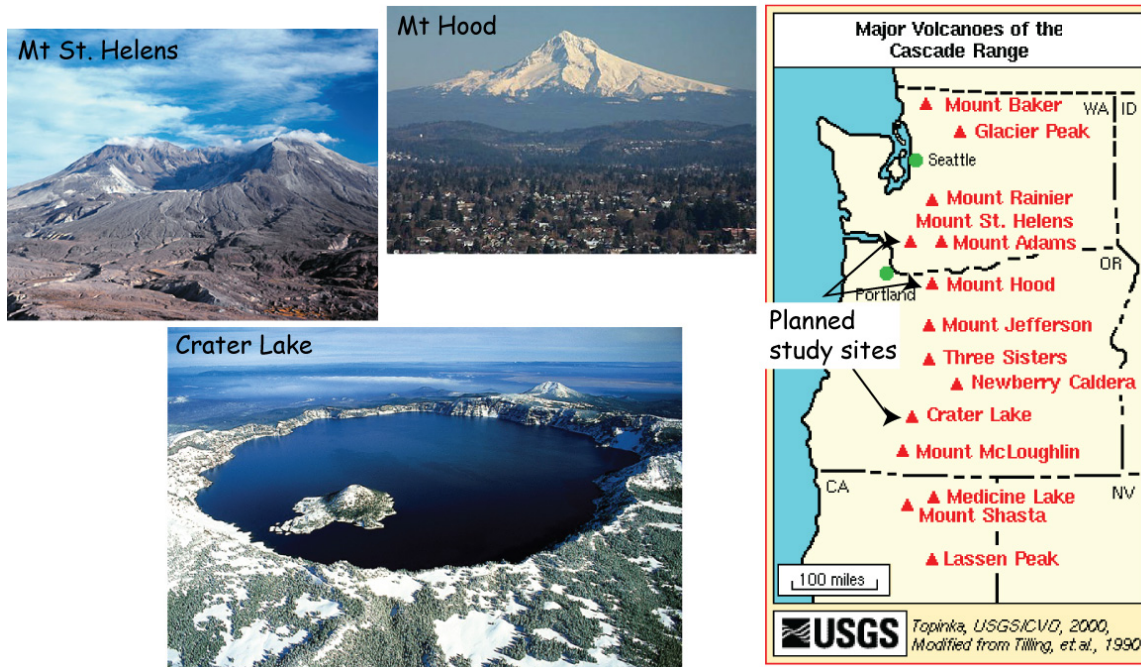 Mt St. Helens
Mt Hood
Crater Lake
Major Volcanoes of the
Cascade Range
Mount Baker
WA
ID
Glacier Peak
Seattle
Mount Rainier
Mount St. Helens
Mount Adams
OR
Portland
Mount Hood
Planned
study sites
Mount Jefferson
Three Sisters
Newberry Caldera
Crater Lake
Mount McLoughlin
CA
NV
Medicine Lake
Mount Shasta
Lassen Peak
100 miles
USGS
Topinka, USGS/CVO, 2000,
Modified from Tilling, et.al., 1990